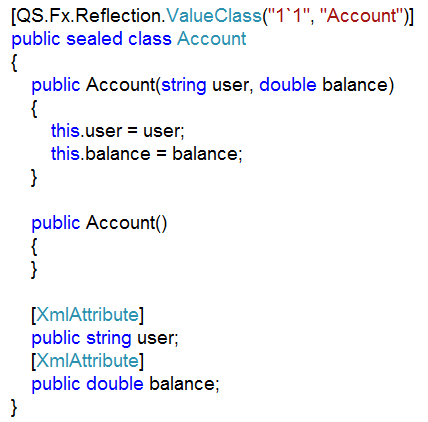 [QS.Fx.Reflection.ValueClass("1`1", "Account")]
public sealed class Account
{
    public Account(string user, double balance)
    {
        this.user = user;
        this.balance = balance;
    }

    public Account()
    {
    }

    [XmlAttribute]
    public string user;
    [XmlAttribute]
    public double balance;
}